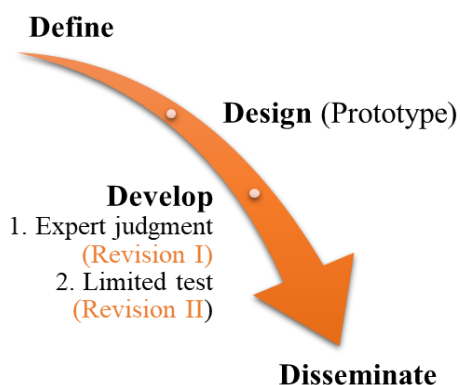 Define
Design (Prototype)
Develop
1. Expert judgment
(Revision I)
2. Limited test
(Revision II)
Disseminate